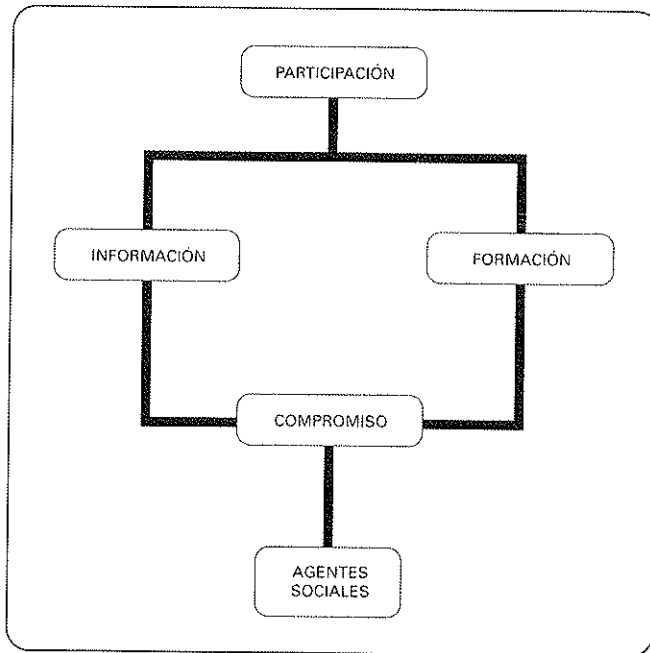 PARTICIPACIÓN
INFORMACIÓN
FORMACIÓN
COMPROMISO
AGENTES
SOCIALES